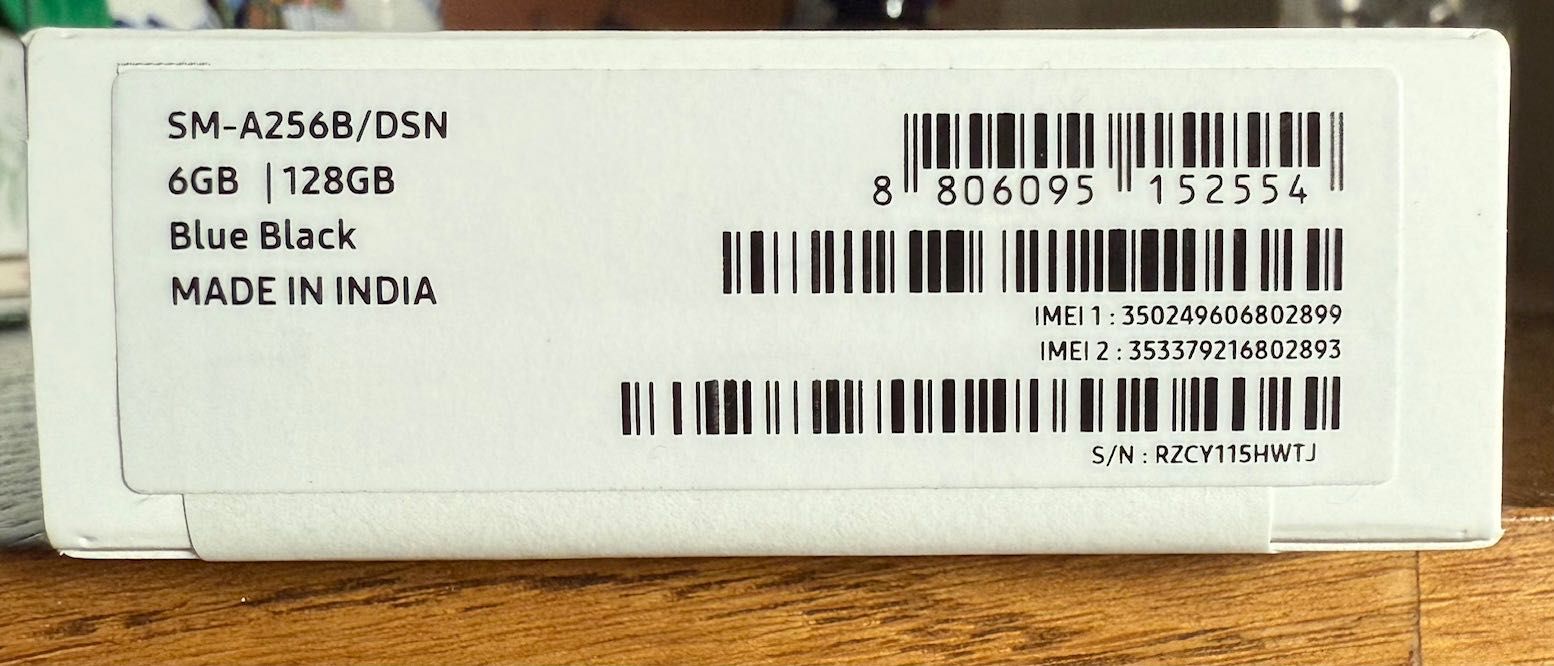 SM-A256B/DSN
6GB | 128GB
Blue Black
MADE IN INDIA
8 806095 152554
IMEI 1 : 350249606802899
IMEI 2 : 353379216802893
S/N : RZCY115HWTJ